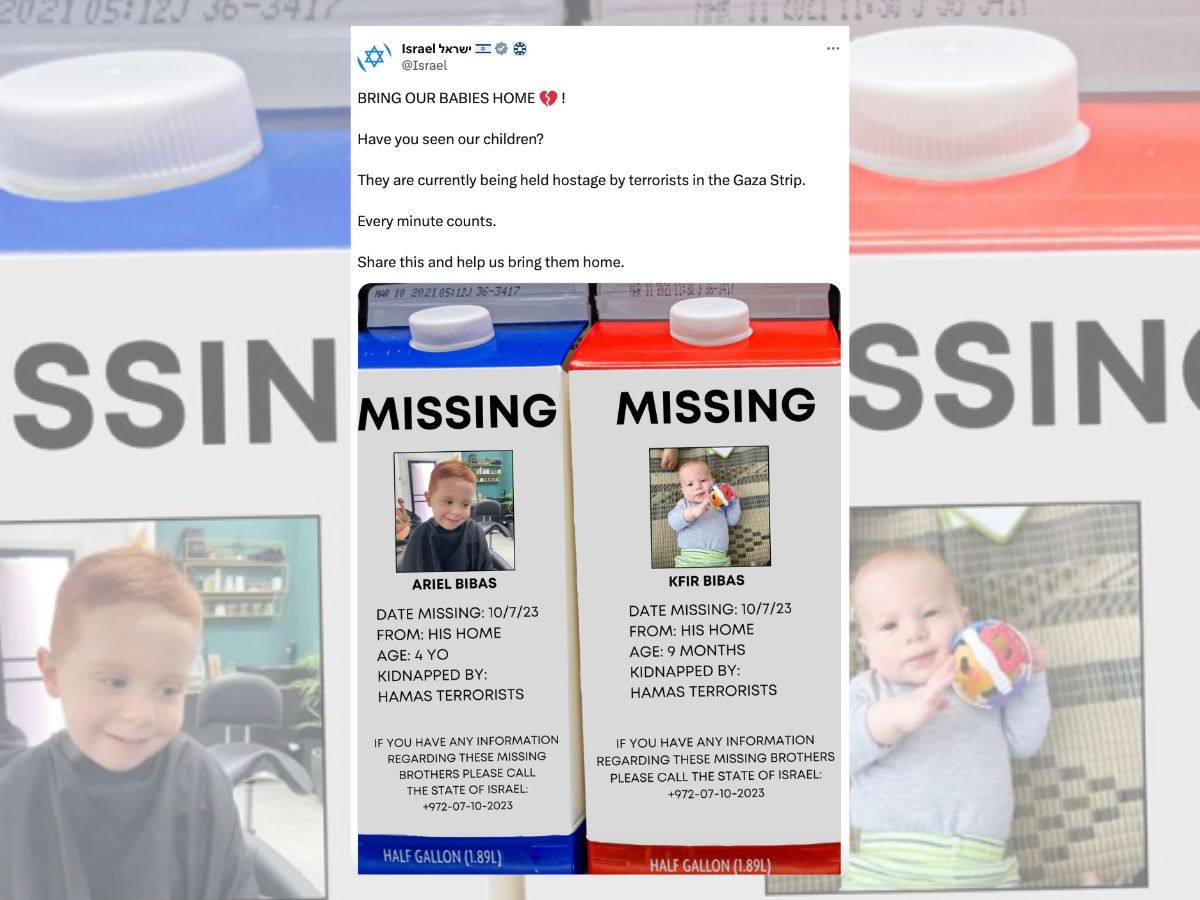 2021 05:12J 36-3417
Israel ישראל
@Israel
BRING OUR BABIES HOME 💔 !
Have you seen our children?
They are currently being held hostage by terrorists in the Gaza Strip.
Every minute counts.
Share this and help us bring them home.
MAR 10 2021 05:12J 36-3417
MISSING
ARIEL BIBAS
DATE MISSING: 10/7/23
FROM: HIS HOME
AGE: 4 YO
KIDNAPPED BY:
HAMAS TERRORISTS
IF YOU HAVE ANY INFORMATION
REGARDING THESE MISSING
BROTHERS PLEASE CALL
THE STATE OF ISRAEL:
+972-07-10-2023
HALF GALLON (1.89L)
MISSING
KFIR BIBAS
DATE MISSING: 10/7/23
FROM: HIS HOME
AGE: 9 MONTHS
KIDNAPPED BY:
HAMAS TERRORISTS
IF YOU HAVE ANY INFORMATION
REGARDING THESE MISSING BROTHERS
PLEASE CALL THE STATE OF ISRAEL:
+972-07-10-2023
HALF GALLON (1.89L)
SSIN
SSIN